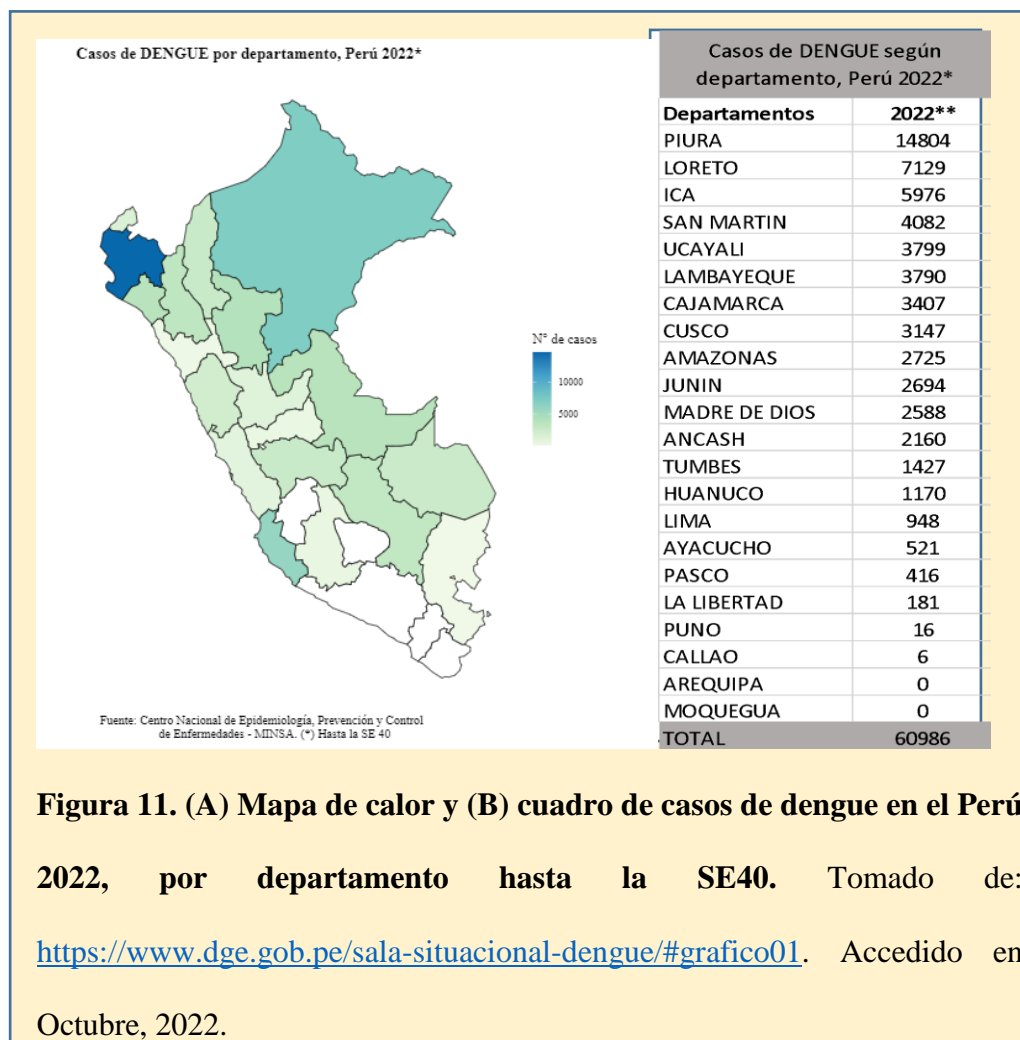 Casos de DENGUE por departamento, Perú 2022*
N° de casos
10000
5000
Fuente: Centro Nacional de Epidemiología, Prevención y Control
de Enfermedades - MINSA. (*) Hasta la SE 40
Casos de DENGUE según
departamento, Perú 2022*
Departamentos 2022**
PIURA 14804
LORETO 7129
ICA 5976
SAN MARTIN 4082
UCAYALI 3799
LAMBAYEQUE 3790
CAJAMARCA 3407
CUSCO 3147
AMAZONAS 2725
JUNIN 2694
MADRE DE DIOS 2588
ANCASH 2160
TUMBES 1427
HUANUCO 1170
LIMA 948
AYACUCHO 521
PASCO 416
LA LIBERTAD 181
PUNO 16
CALLAO 6
AREQUIPA 0
MOQUEGUA 0
TOTAL 60986
Figura 11. (A) Mapa de calor y (B) cuadro de casos de dengue en el Perú
2022, por departamento hasta la SE40. Tomado de:
https://www.dge.gob.pe/sala-situacional-dengue/#grafico01. Accedido en
Octubre, 2022.